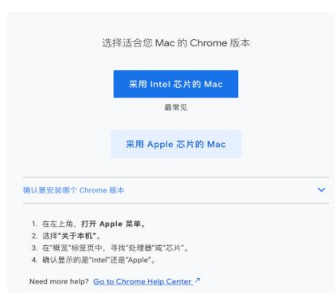 选择适合您 Mac 的 Chrome 版本
采用 Intel 芯片的 Mac
最常见
采用 Apple 芯片的 Mac
确认要安装哪个 Chrome 版本
1. 在左上角，打开 Apple 菜单。
2. 选择“关于本机”。
3. 在“概览”标签页中，寻找“处理器”或“芯片”。
4. 确认显示的是“Intel”还是“Apple”。
Need more help? Go to Chrome Help Center